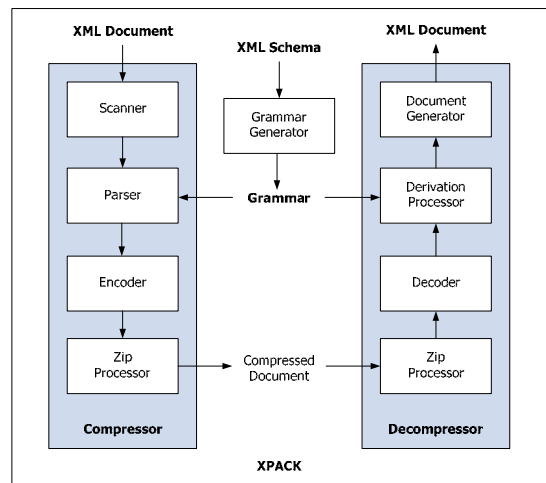 XML Document
XML Schema
XML Document
Scanner
Grammar
Generator
Document
Generator
Parser
Grammar
Derivation
Processor
Encoder
Decoder
Zip
Processor
Compressed
Document
Zip
Processor
Compressor
Decompressor
XPACK